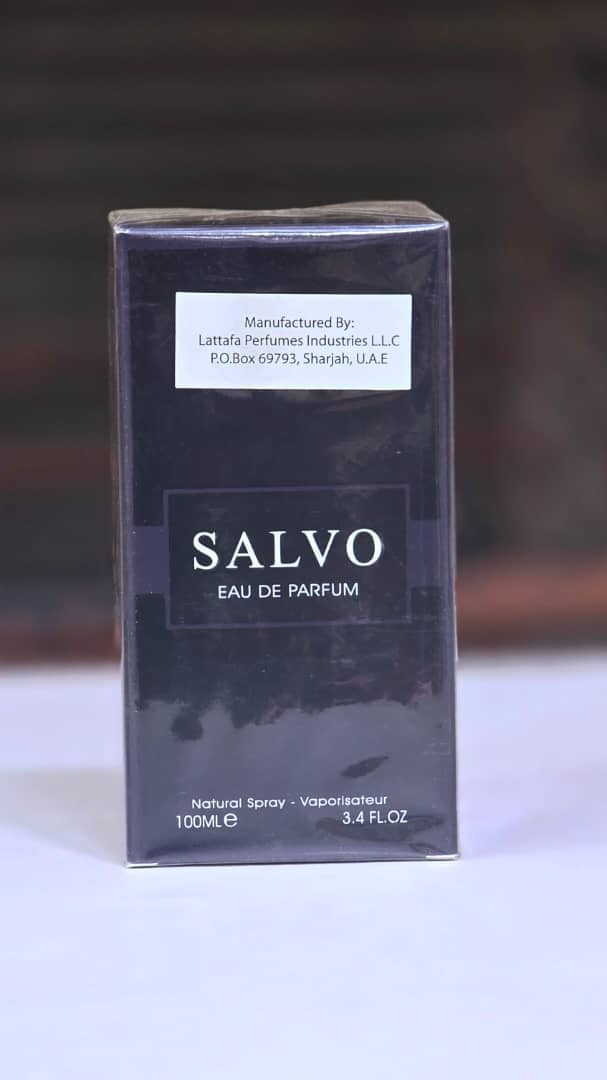 Manufactured By:
Lattafa Perfumes Industries L.L.C
P.O.Box 69793, Sharjah, U.A.E
SALVO
EAU DE PARFUM
Natural Spray - Vaporisateur
100ML℮ 3.4 FL.OZ